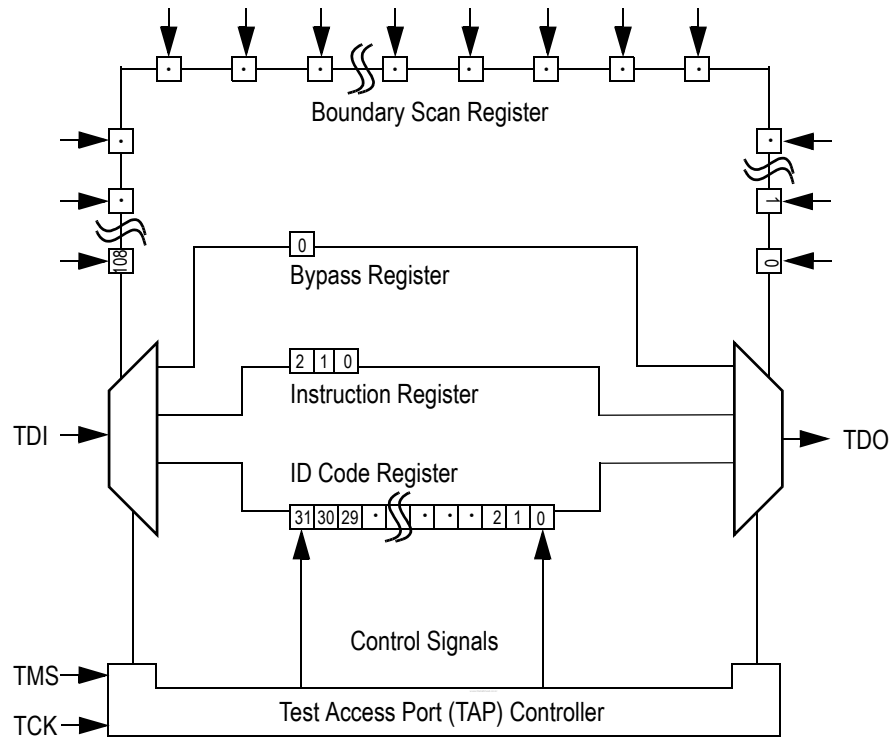 Boundary Scan Register
108
1
0
0
Bypass Register
2 1 0
Instruction Register
TDI
TDO
ID Code Register
31 30 29 · · · · 2 1 0
Control Signals
TMS
Test Access Port (TAP) Controller
TCK